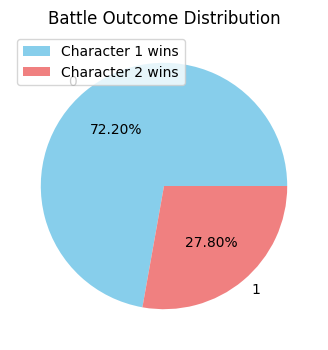 Battle Outcome Distribution
Character 1 wins
Character 2 wins
0
72.20%
27.80%
1